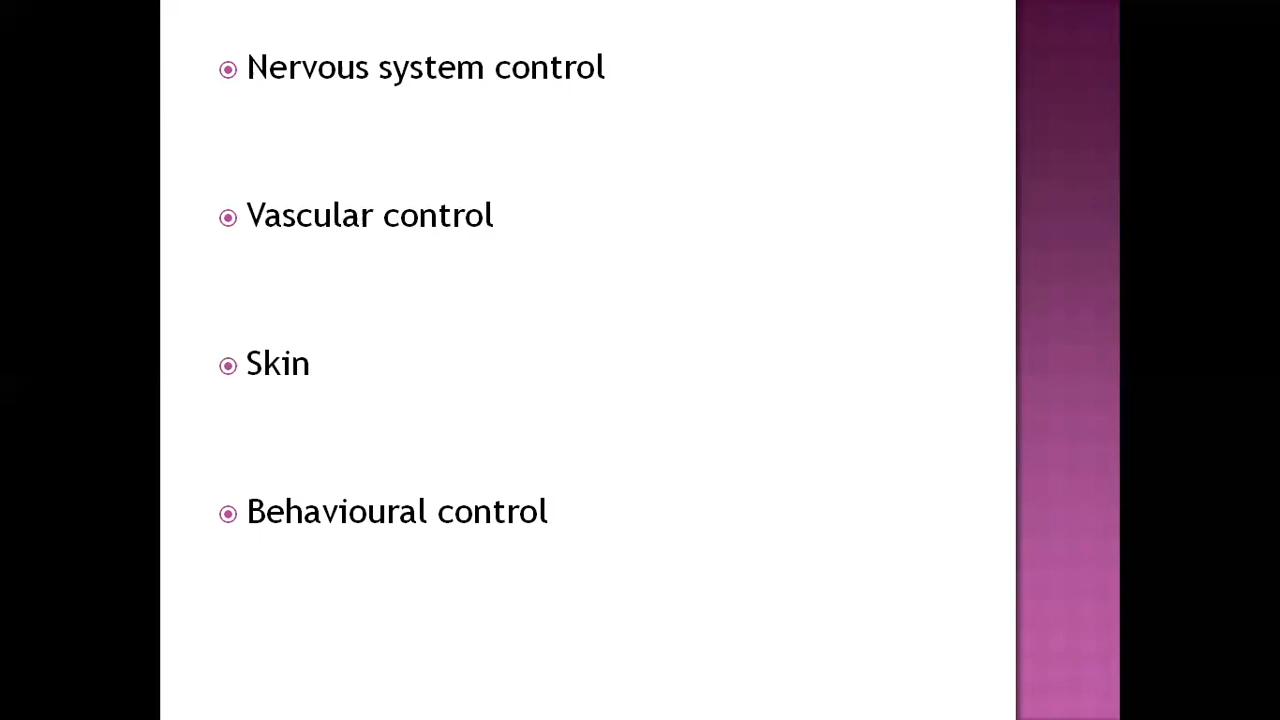 Nervous system control
Vascular control
Skin
Behavioural control